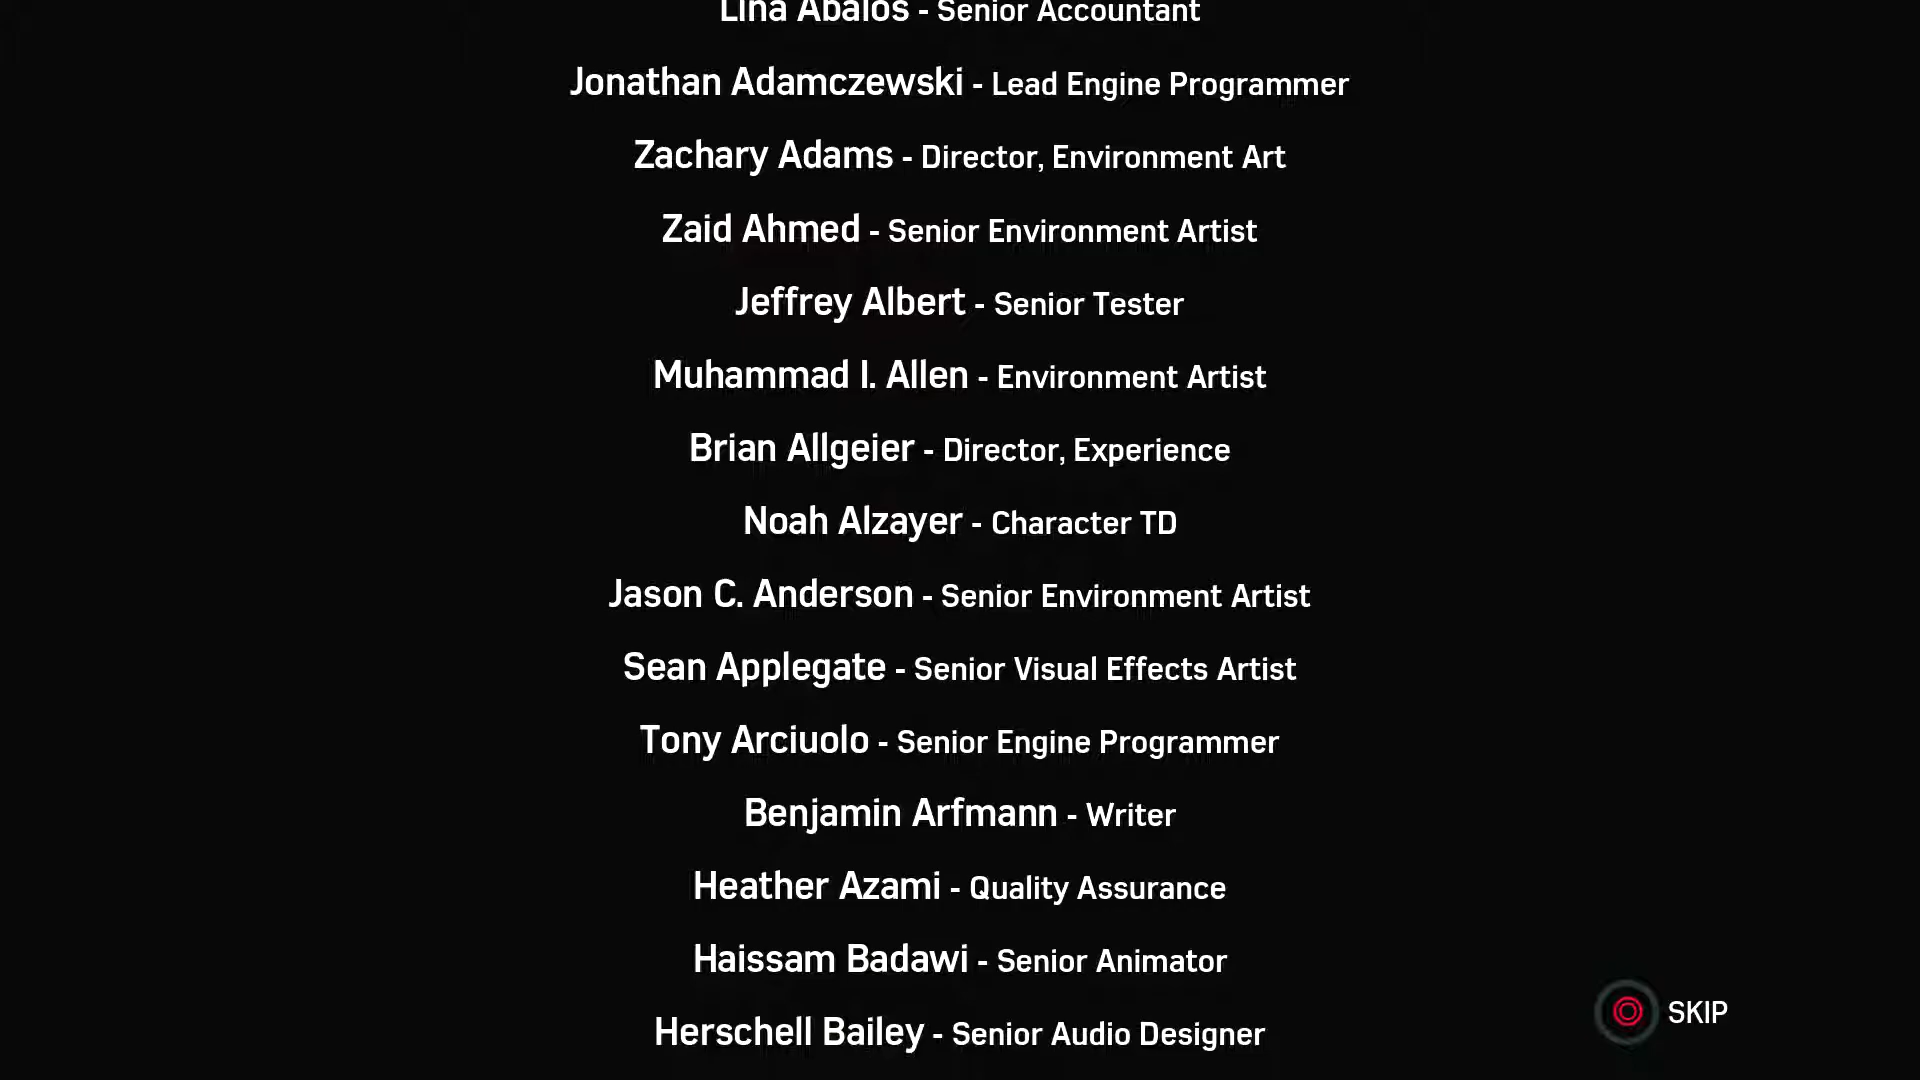 Lina Abalos - Senior Accountant
Jonathan Adamczewski - Lead Engine Programmer
Zachary Adams - Director, Environment Art
Zaid Ahmed - Senior Environment Artist
Jeffrey Albert - Senior Tester
Muhammad I. Allen - Environment Artist
Brian Allgeier - Director, Experience
Noah Alzayer - Character TD
Jason C. Anderson - Senior Environment Artist
Sean Applegate - Senior Visual Effects Artist
Tony Arciuolo - Senior Engine Programmer
Benjamin Arfmann - Writer
Heather Azami - Quality Assurance
Haissam Badawi - Senior Animator
Herschell Bailey - Senior Audio Designer
SKIP